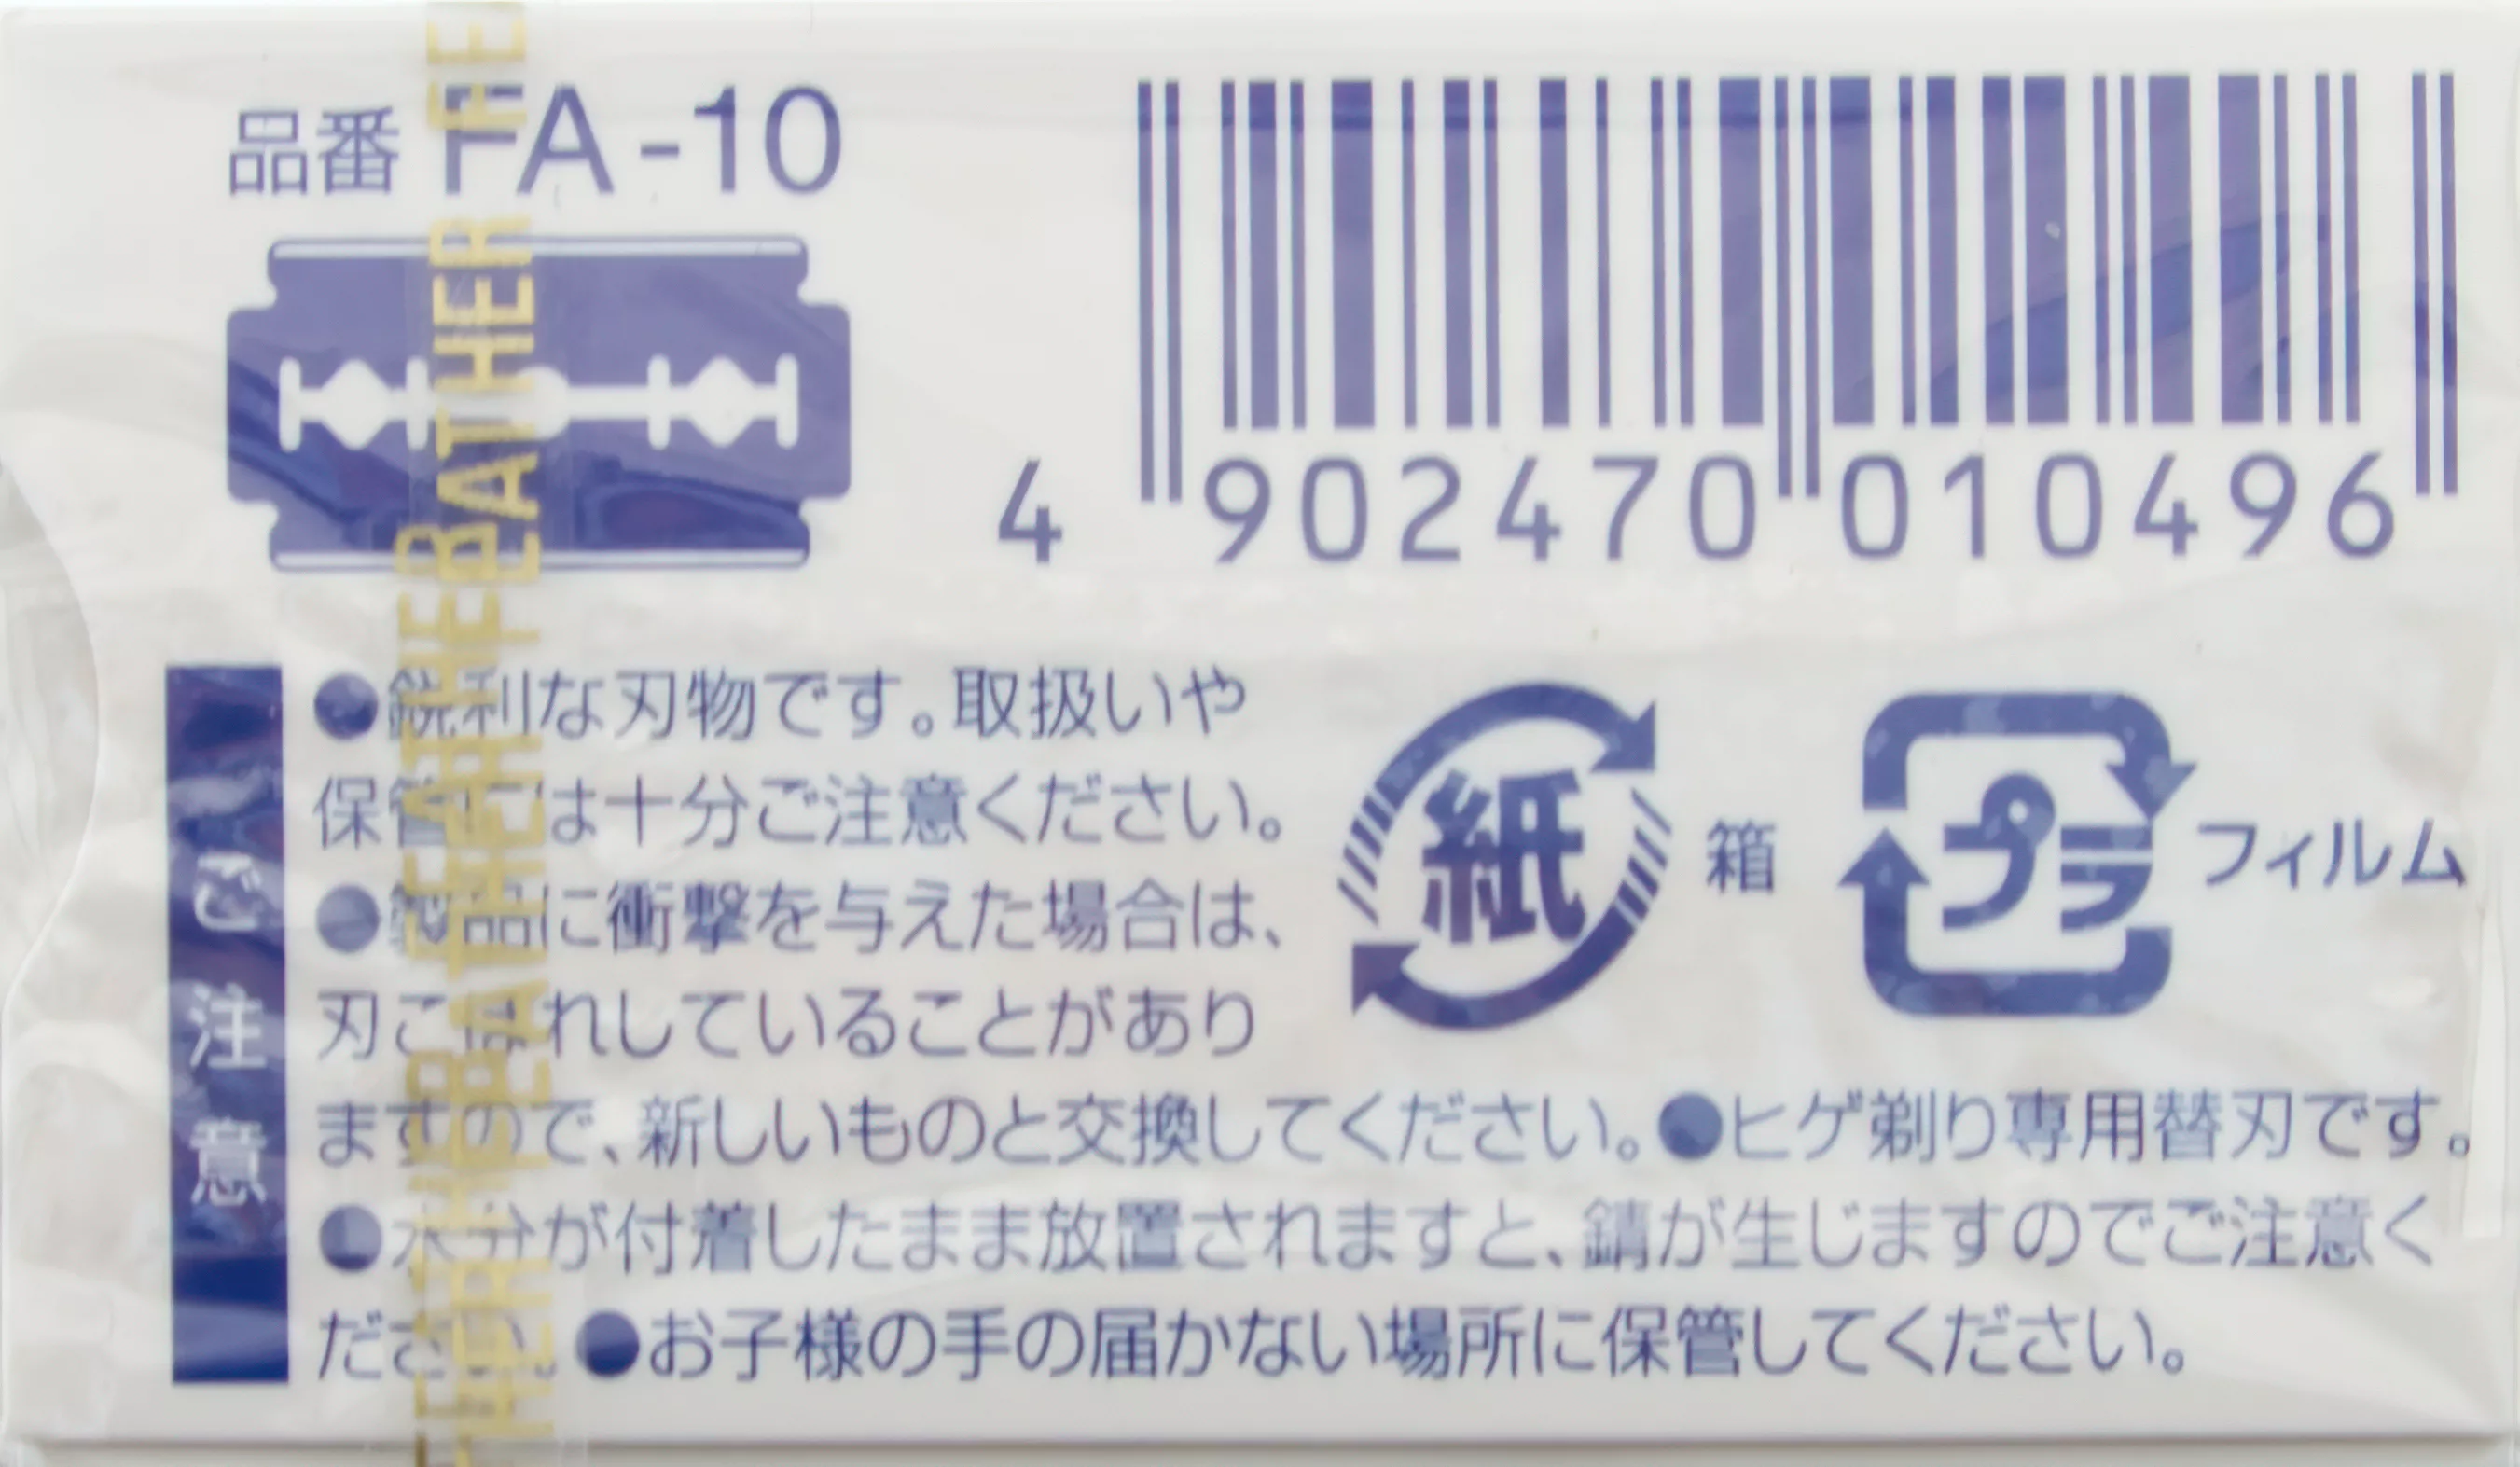 品番 FA-10
4 902470 010496
ご注意
●鋭利な刃物です。取扱いや
保管には十分ご注意ください。
●製品に衝撃を与えた場合は、
刃こぼれしていることがあり
ますので、新しいものと交換してください。●ヒゲ剃り専用替刃です。
●水分が付着したまま放置されますと、錆が生じますのでご注意く
ださい。●お子様の手の届かない場所に保管してください。
紙 箱
プラ フィルム
FEATHER FE